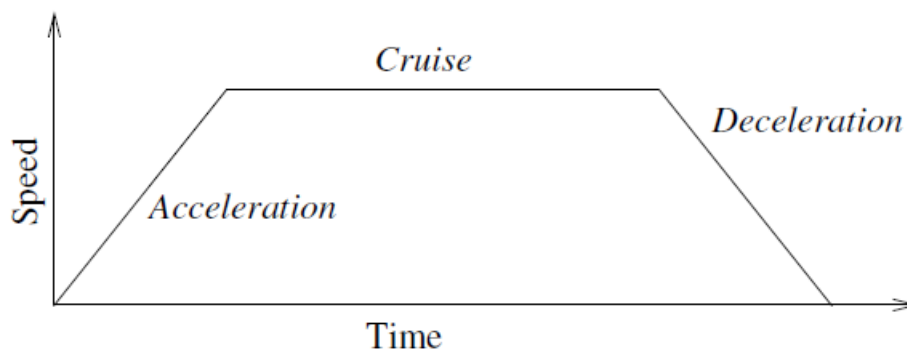 Cruise
Deceleration
Speed
Acceleration
Time